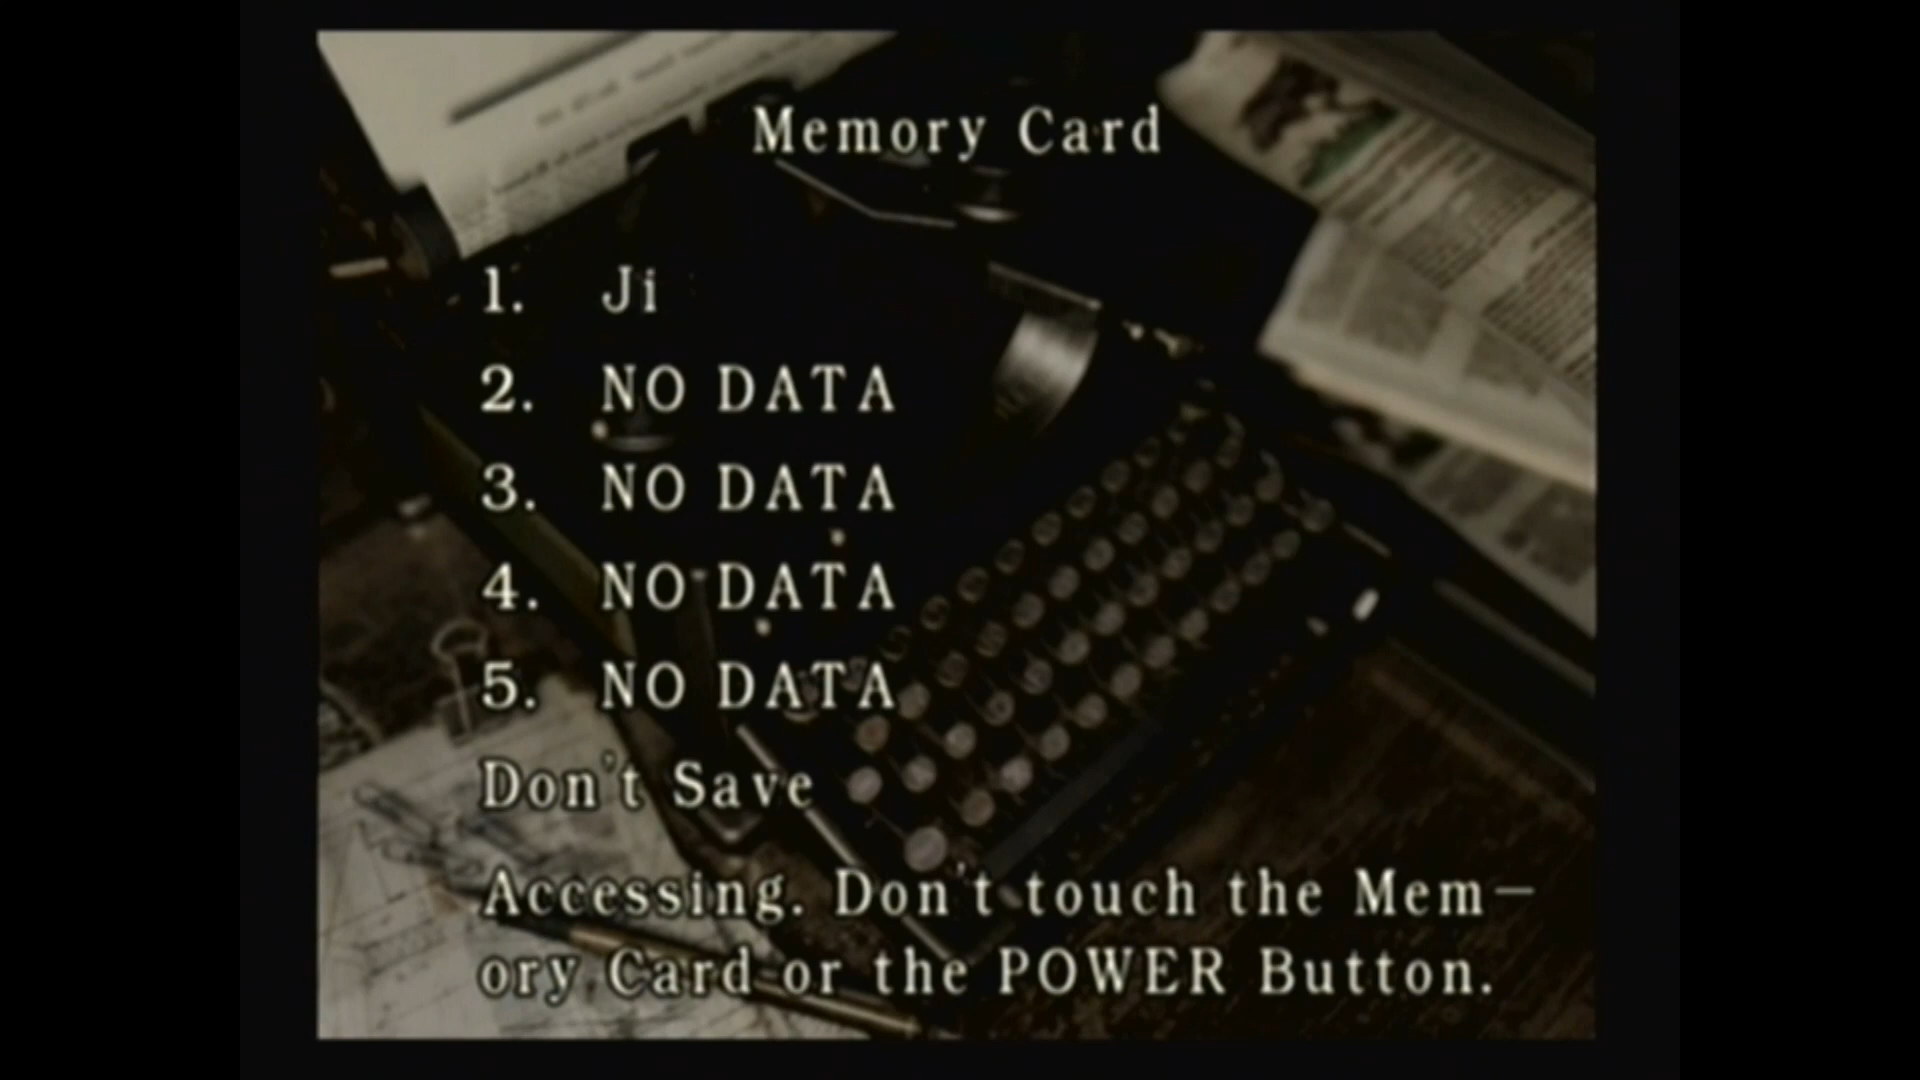 Memory Card
1. Ji
2. NO DATA
3. NO DATA
4. NO DATA
5. NO DATA
Don't Save
Accessing. Don't touch the Mem—
ory Card or the POWER Button.